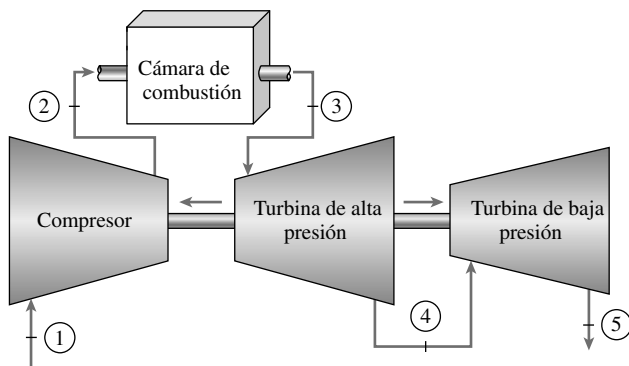 Cámara de
combustión
2
3
Compresor
Turbina de alta
presión
Turbina de baja
presión
1
4
5